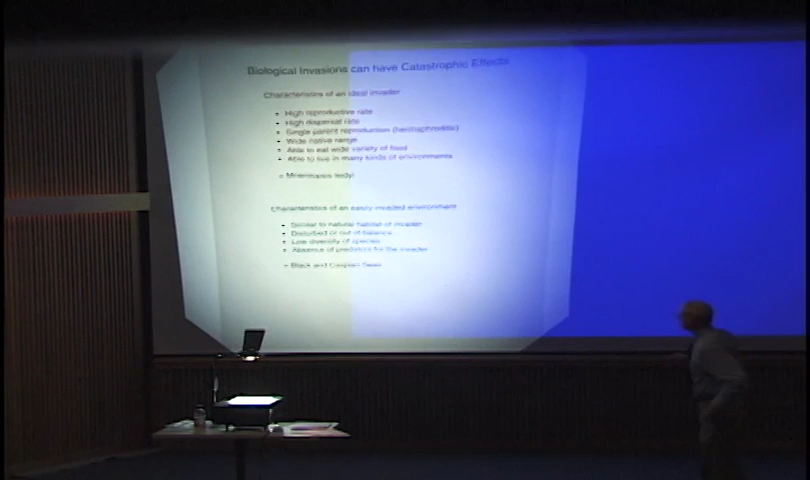 Biological Invasions can have Catastrophic Effects
Characteristics of an ideal invader
• High reproductive rate
• High dispersal rate
• Single parent reproduction (hermaphroditic)
• Wide native range
• Able to eat wide variety of food
• Able to live in many kinds of environments
= Mnemiopsis leidyi
Characteristics of an easily invaded environment
• Similar to natural habitat of invader
• Disturbed or out of balance
• Low diversity of species
• Absence of predators for the invader
= Black and Caspian Seas